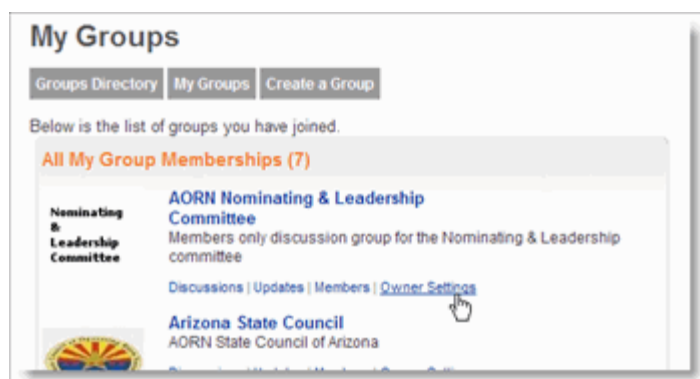 My Groups
Groups Directory My Groups Create a Group
Below is the list of groups you have joined.
All My Group Memberships (7)
Nominating
&
Leadership
Committee
AORN Nominating & Leadership
Committee
Members only discussion group for the Nominating & Leadership
committee
Discussions | Updates | Members | Owner Settings
Arizona State Council
AORN State Council of Arizona